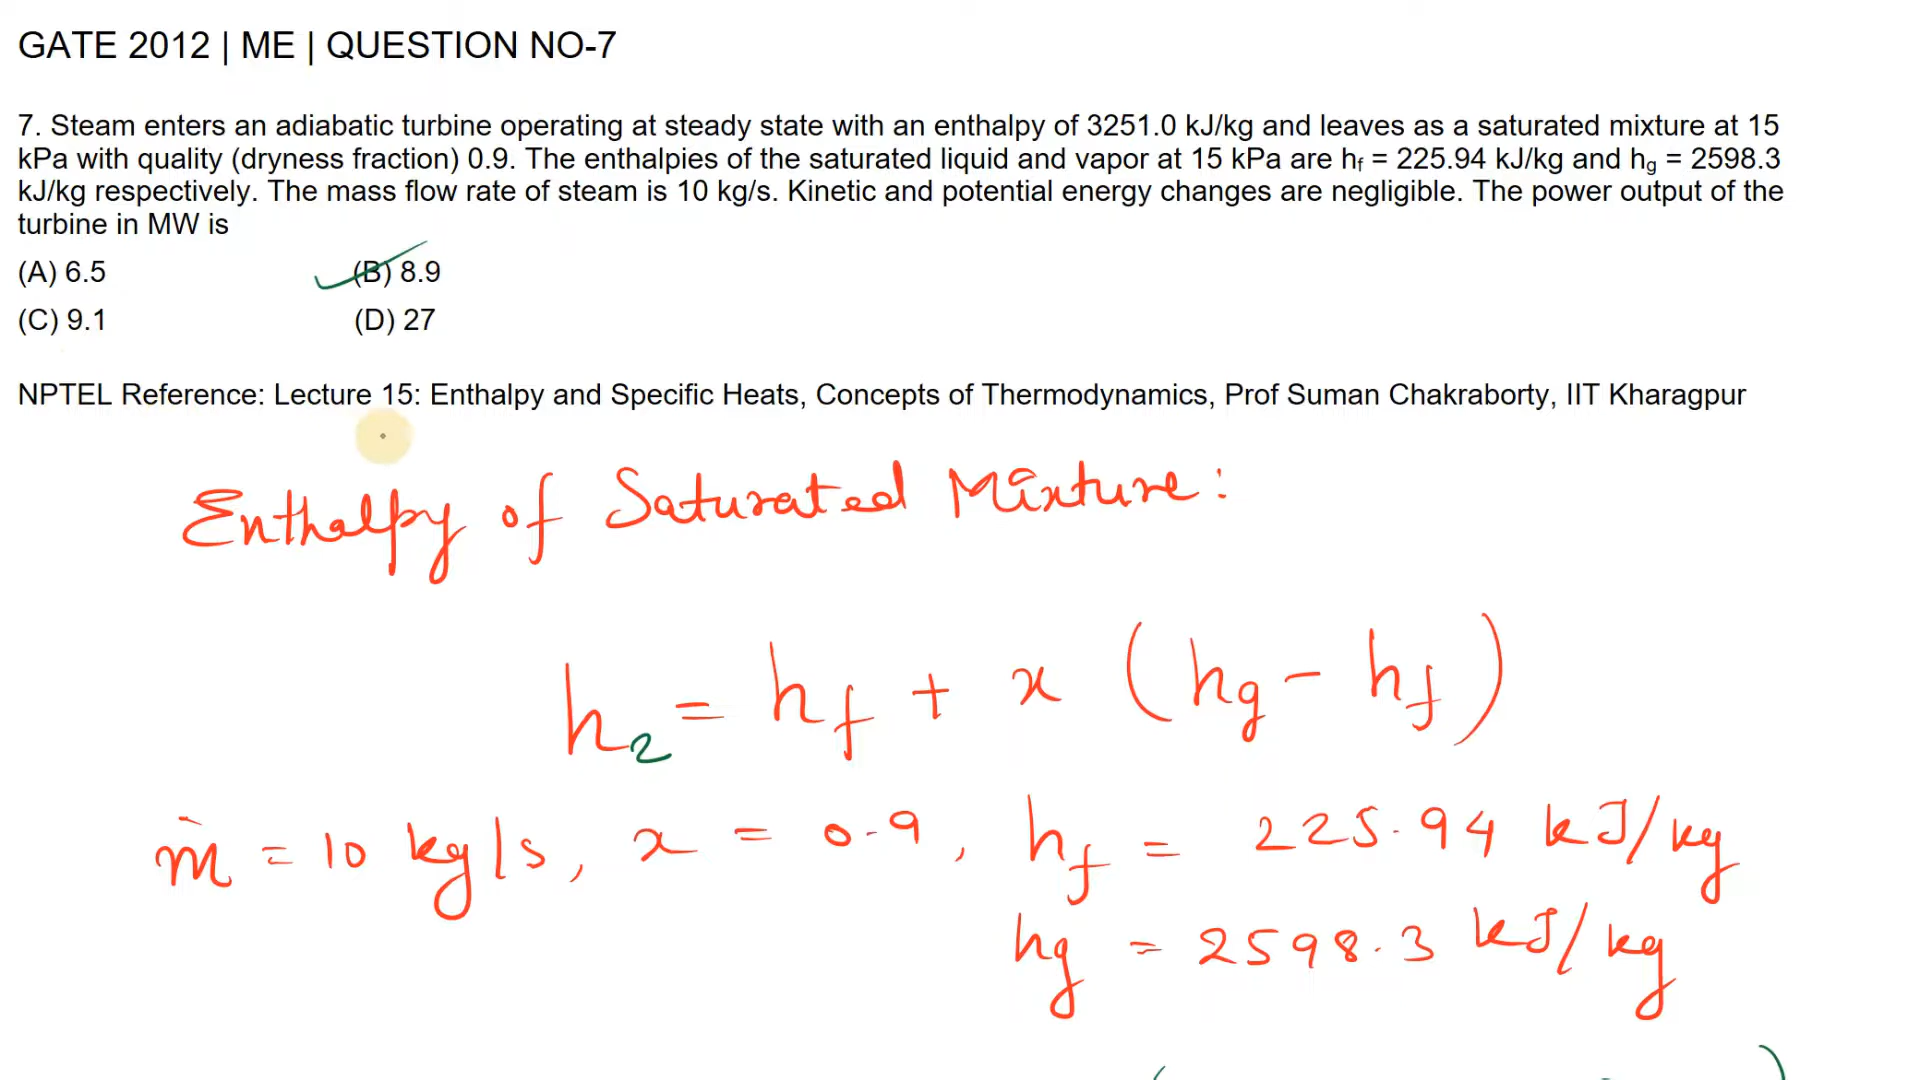 GATE 2012 | ME | QUESTION NO-7
7. Steam enters an adiabatic turbine operating at steady state with an enthalpy of 3251.0 kJ/kg and leaves as a saturated mixture at 15
kPa with quality (dryness fraction) 0.9. The enthalpies of the saturated liquid and vapor at 15 kPa are hf = 225.94 kJ/kg and hg = 2598.3
kJ/kg respectively. The mass flow rate of steam is 10 kg/s. Kinetic and potential energy changes are negligible. The power output of the
turbine in MW is
(A) 6.5 (B) 8.9
(C) 9.1 (D) 27
NPTEL Reference: Lecture 15: Enthalpy and Specific Heats, Concepts of Thermodynamics, Prof Suman Chakraborty, IIT Kharagpur
Enthalpy of Saturated Mixture:
h2 = hf + x (hg - hf)
ṁ = 10 kg/s, x = 0.9, hf = 225.94 kJ/kg
hg = 2598.3 kJ/kg